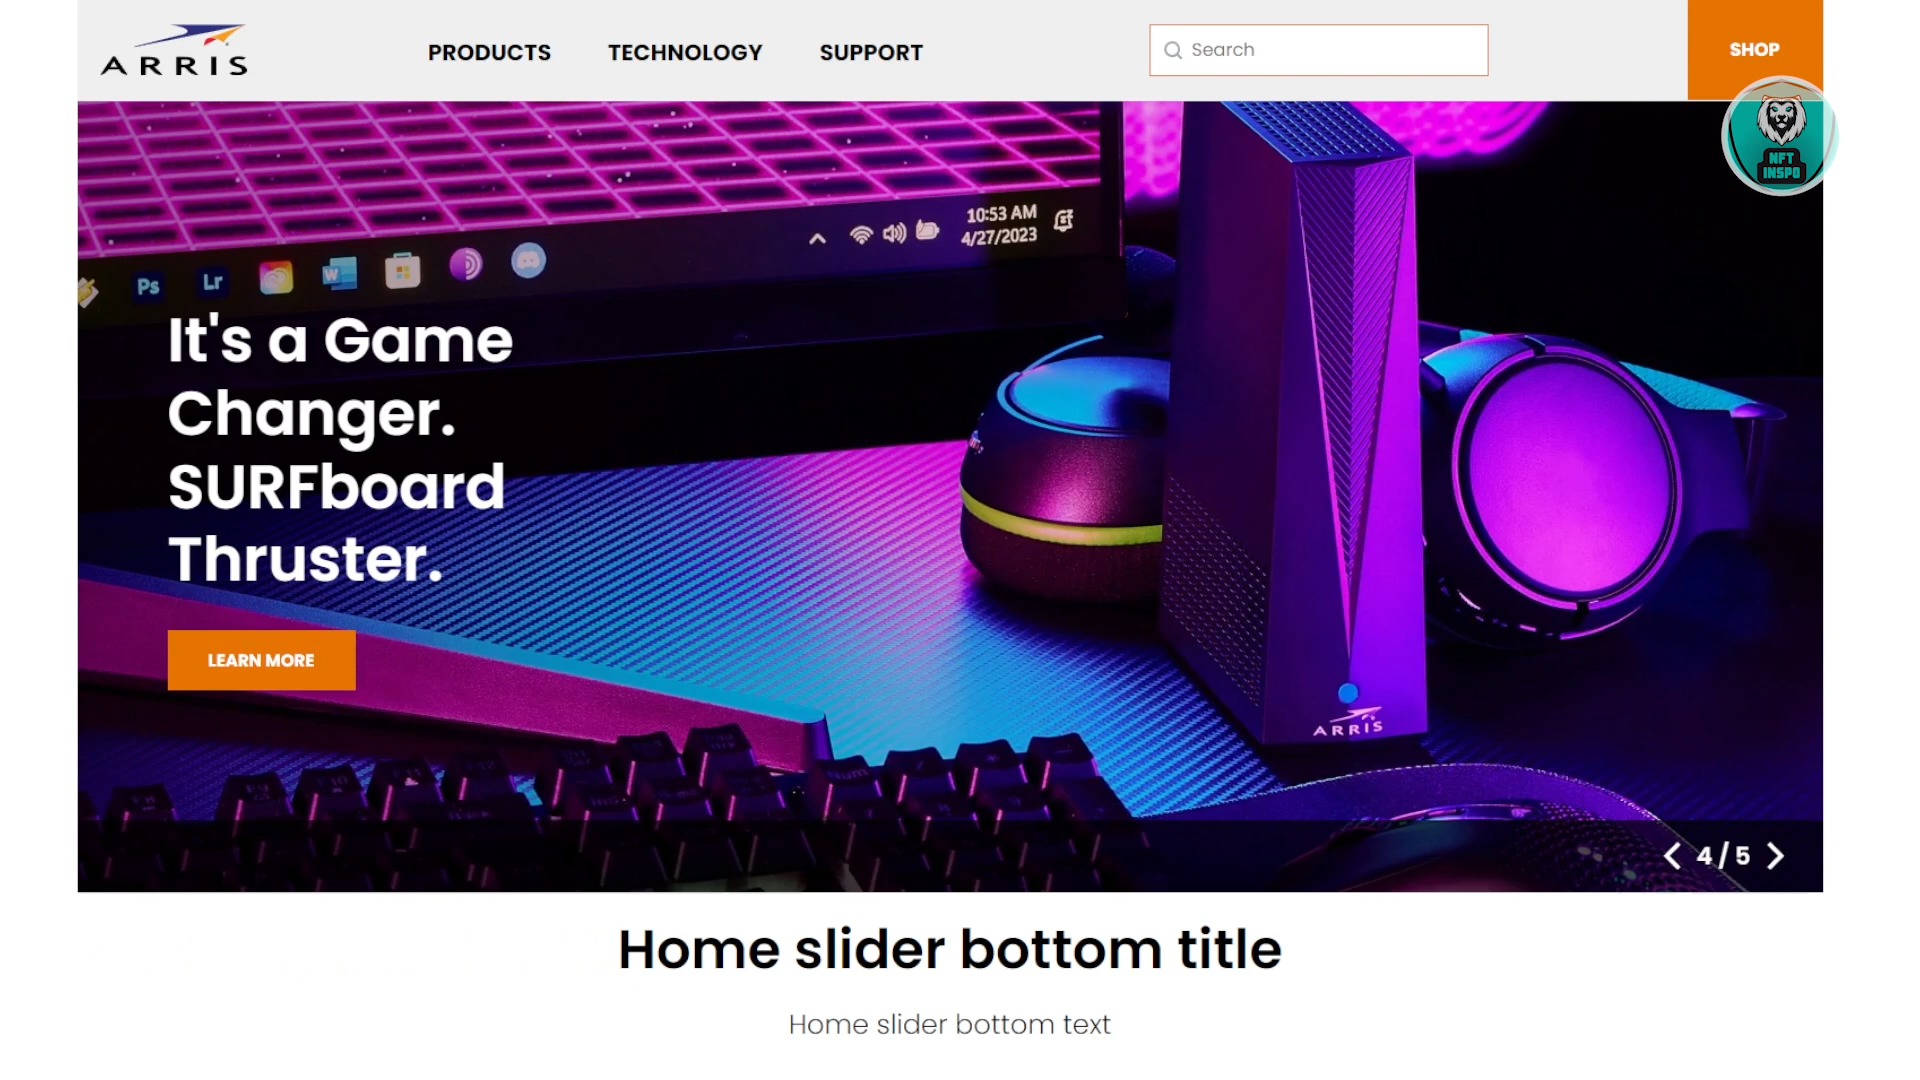 ARRIS
PRODUCTS
TECHNOLOGY
SUPPORT
Search
SHOP
NFT
INSPO
10:53 AM
4/27/2023
Ps
Lr
W
It's a Game
Changer.
SURFboard
Thruster.
LEARN MORE
ARRIS
4 / 5
Home slider bottom title
Home slider bottom text